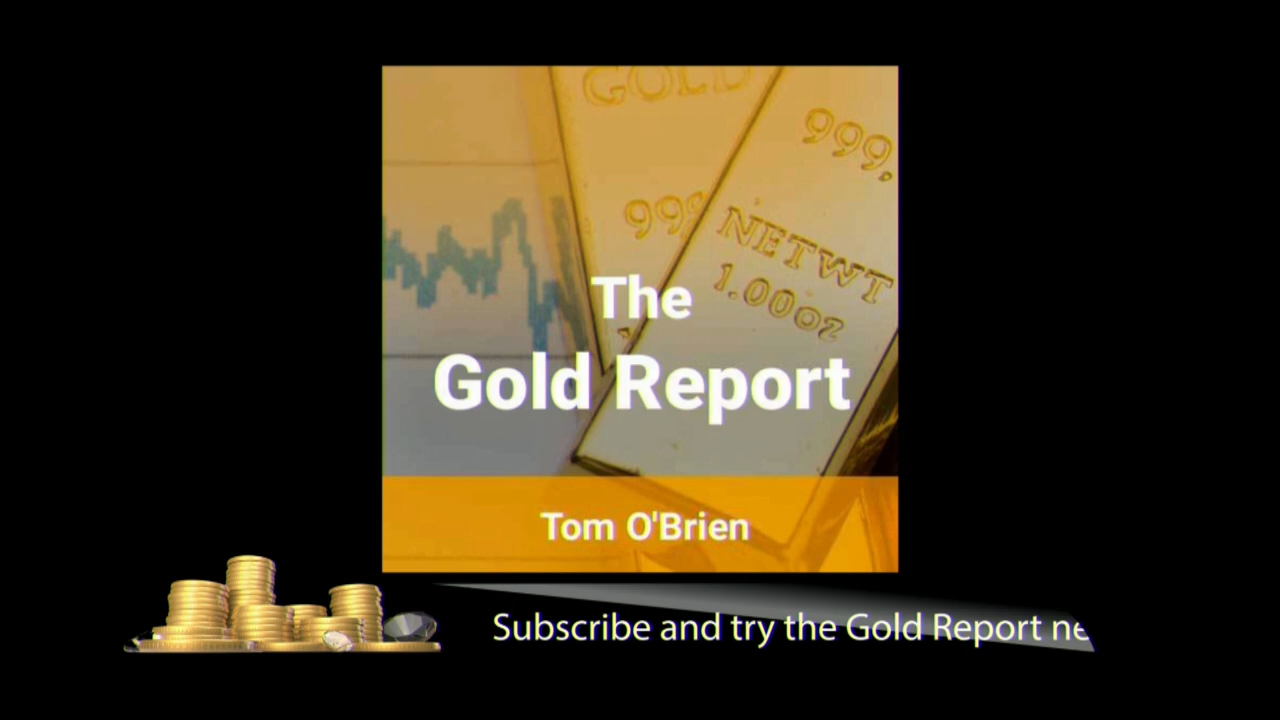 GOLD
999.
999
NETWT
1.00oz
The
Gold Report
Tom O'Brien
Subscribe and try the Gold Report